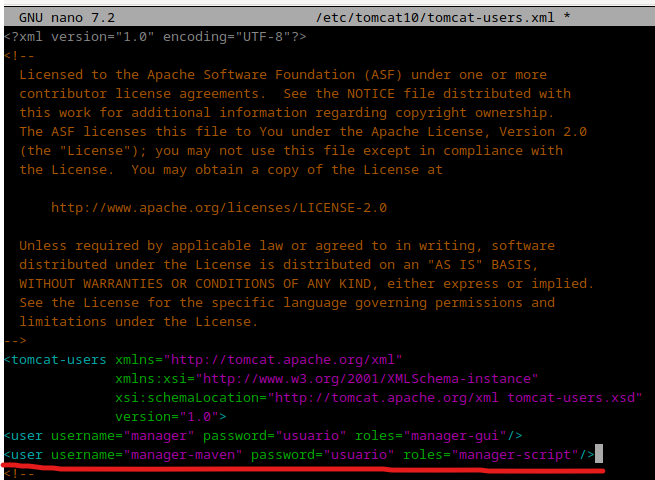 GNU nano 7.2 /etc/tomcat10/tomcat-users.xml *
<?xml version="1.0" encoding="UTF-8"?>
<!--
Licensed to the Apache Software Foundation (ASF) under one or more
contributor license agreements.  See the NOTICE file distributed with
this work for additional information regarding copyright ownership.
The ASF licenses this file to You under the Apache License, Version 2.0
(the "License"); you may not use this file except in compliance with
the License.  You may obtain a copy of the License at
http://www.apache.org/licenses/LICENSE-2.0
Unless required by applicable law or agreed to in writing, software
distributed under the License is distributed on an "AS IS" BASIS,
WITHOUT WARRANTIES OR CONDITIONS OF ANY KIND, either express or implied.
See the License for the specific language governing permissions and
limitations under the License.
-->
<tomcat-users xmlns="http://tomcat.apache.org/xml"
xmlns:xsi="http://www.w3.org/2001/XMLSchema-instance"
xsi:schemaLocation="http://tomcat.apache.org/xml tomcat-users.xsd"
version="1.0">
<user username="manager" password="usuario" roles="manager-gui"/>
<user username="manager-maven" password="usuario" roles="manager-script"/>
<!--